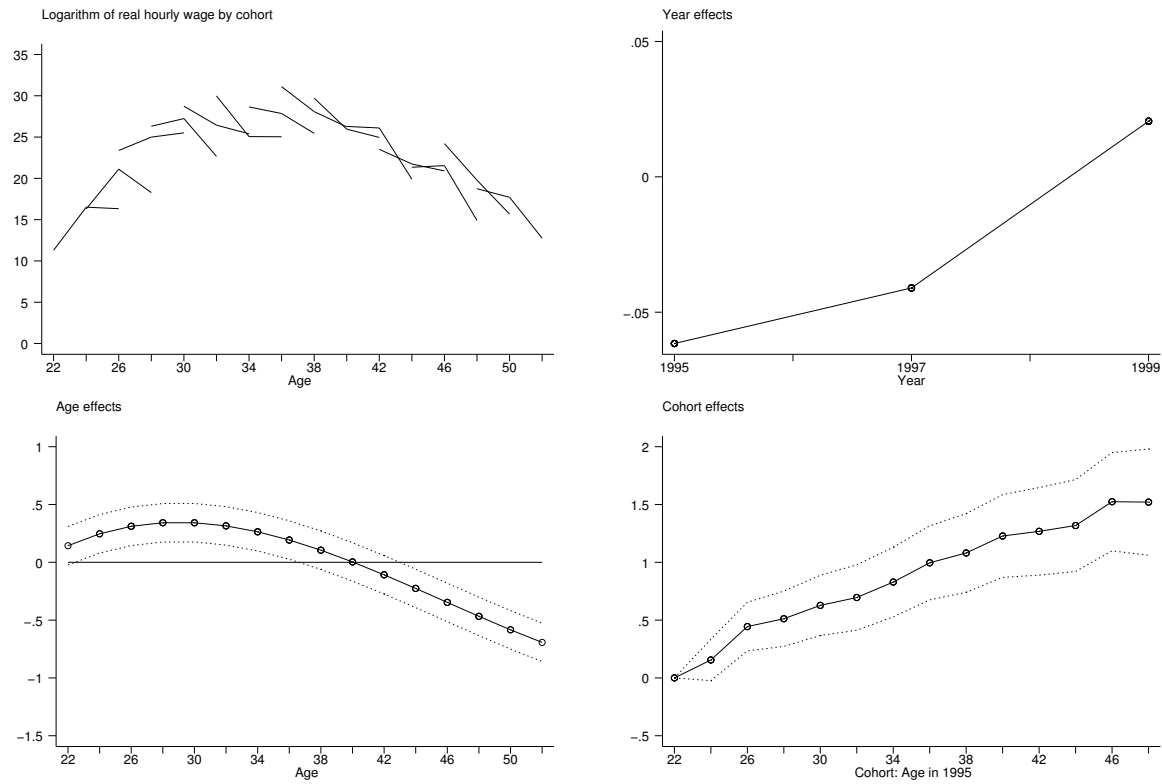 Logarithm of real hourly wage by cohort
35
30
25
20
15
10
5
0
22 26 30 34 38 42 46 50
Age
Year effects
.05
0
−.05
1995 1997 1999
Year
Age effects
1
.5
0
−.5
−1
−1.5
22 26 30 34 38 42 46 50
Age
Cohort effects
2
1.5
1
.5
0
−.5
22 26 30 34 38 42 46
Cohort: Age in 1995